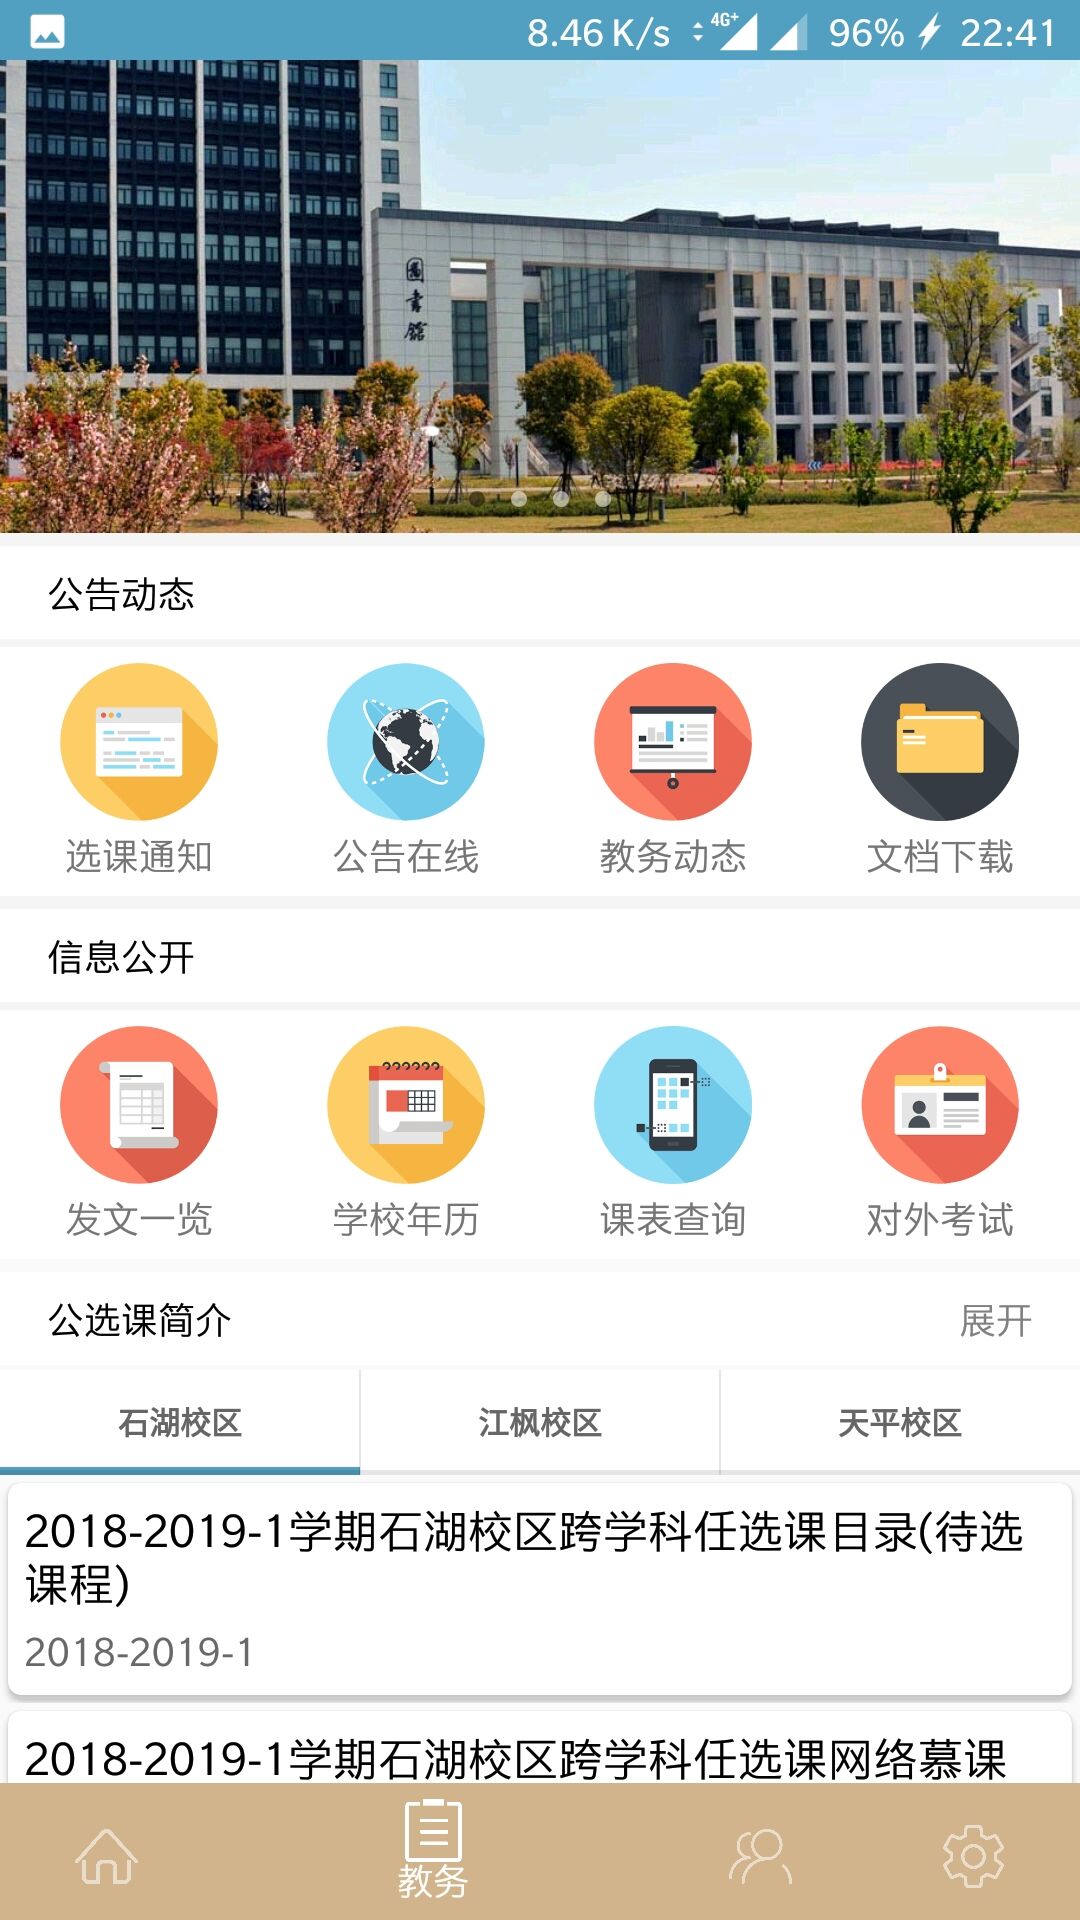 8.46 K/s 4G+ 96% 22:41
圖書館
公告动态
选课通知 公告在线 教务动态 文档下载
信息公开
发文一览 学校年历 课表查询 对外考试
公选课简介 展开
石湖校区 江枫校区 天平校区
2018-2019-1学期石湖校区跨学科任选课目录(待选
课程)
2018-2019-1
2018-2019-1学期石湖校区跨学科任选课网络慕课
教务